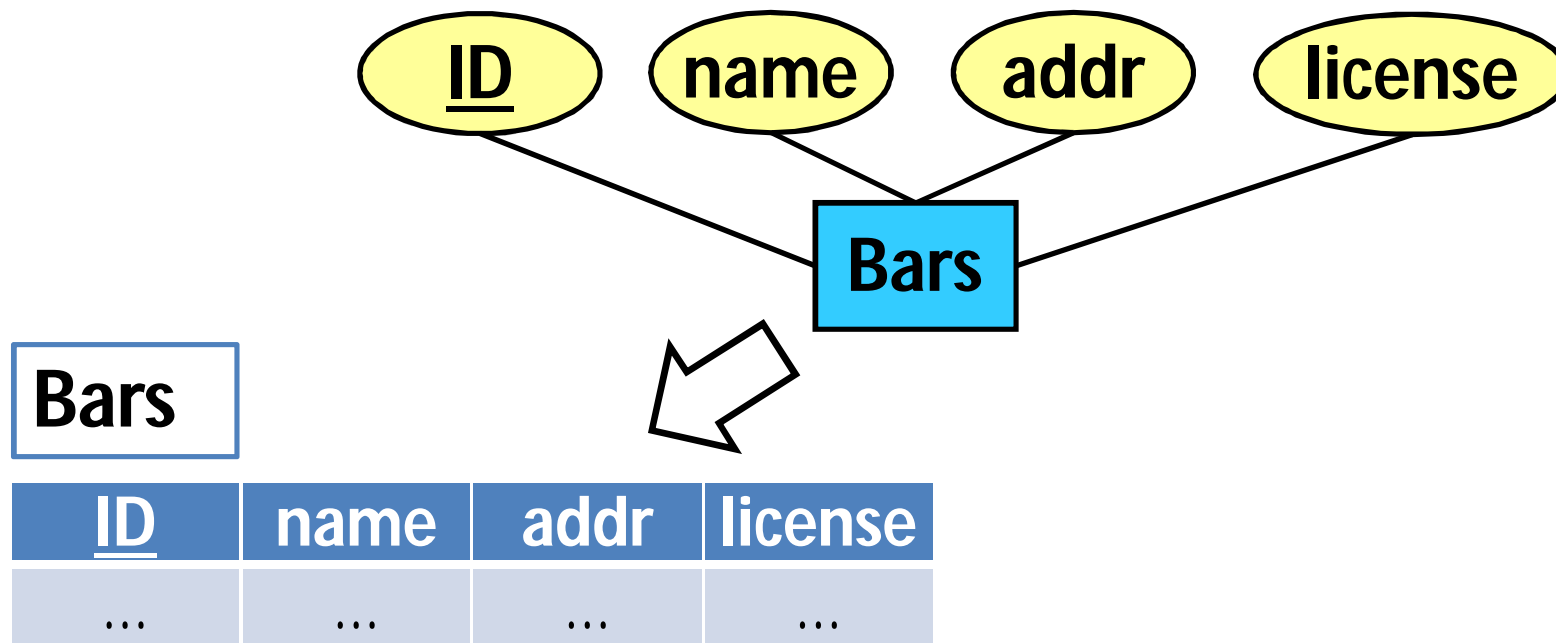 ID name addr license
Bars
Bars
ID name addr license
... ... ... ...